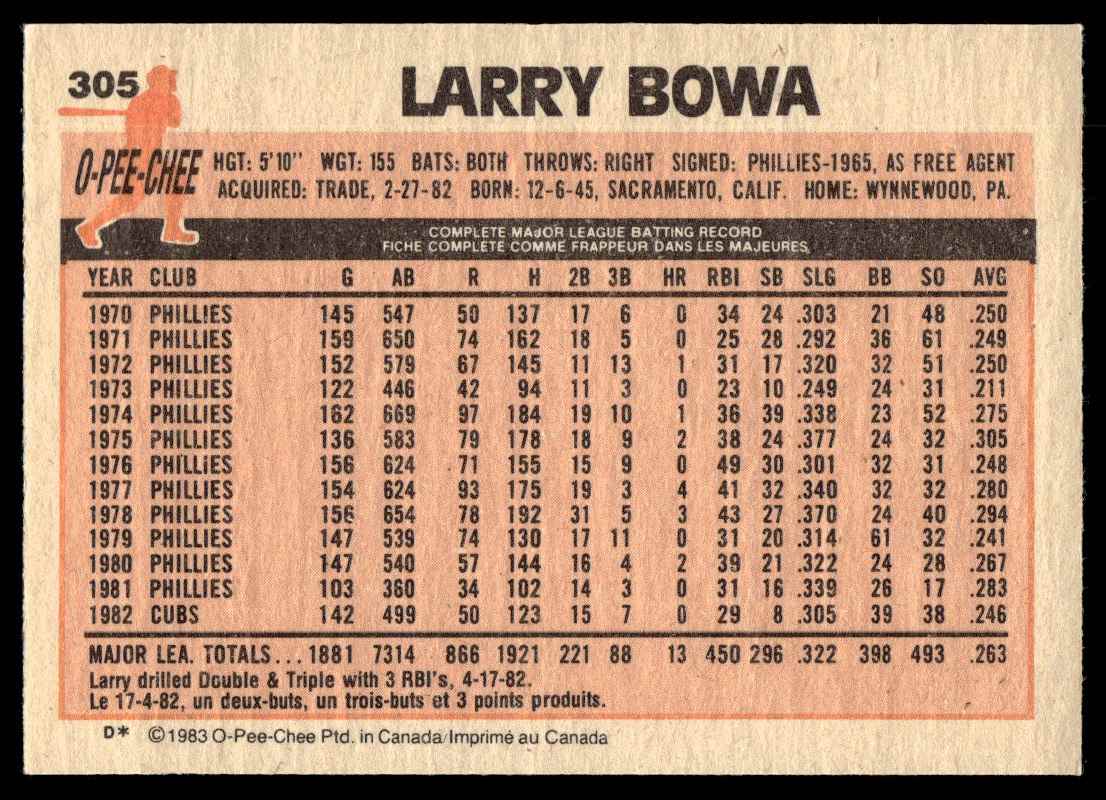 305 LARRY BOWA
O-PEE-CHEE
HGT: 5'10" WGT: 155 BATS: BOTH THROWS: RIGHT SIGNED: PHILLIES-1965, AS FREE AGENT
ACQUIRED: TRADE, 2-27-82 BORN: 12-6-45, SACRAMENTO, CALIF. HOME: WYNNEWOOD, PA.
COMPLETE MAJOR LEAGUE BATTING RECORD
FICHE COMPLÈTE COMME FRAPPEUR DANS LES MAJEURES
YEAR CLUB G AB R H 2B 3B HR RBI SB SLG BB SO AVG
1970 PHILLIES 145 547 50 137 17 6 0 34 24 .303 21 48 .250
1971 PHILLIES 159 650 74 162 18 5 0 25 28 .292 36 61 .249
1972 PHILLIES 152 579 67 145 11 13 1 31 17 .320 32 51 .250
1973 PHILLIES 122 446 42 94 11 3 0 23 10 .249 24 31 .211
1974 PHILLIES 162 669 97 184 19 10 1 36 39 .338 23 52 .275
1975 PHILLIES 136 583 79 178 18 9 2 38 24 .377 24 32 .305
1976 PHILLIES 156 624 71 155 15 9 0 49 30 .301 32 31 .248
1977 PHILLIES 154 624 93 175 19 3 4 41 32 .340 32 32 .280
1978 PHILLIES 156 654 78 192 31 5 3 43 27 .370 24 40 .294
1979 PHILLIES 147 539 74 130 17 11 0 31 20 .314 61 32 .241
1980 PHILLIES 147 540 57 144 16 4 2 39 21 .322 24 28 .267
1981 PHILLIES 103 360 34 102 14 3 0 31 16 .339 26 17 .283
1982 CUBS 142 499 50 123 15 7 0 29 8 .305 39 38 .246
MAJOR LEA. TOTALS... 1881 7314 866 1921 221 88 13 450 296 .322 398 493 .263
Larry drilled Double & Triple with 3 RBI's, 4-17-82.
Le 17-4-82, un deux-buts, un trois-buts et 3 points produits.
D* ©1983 O-Pee-Chee Ptd. in Canada/Imprimé au Canada